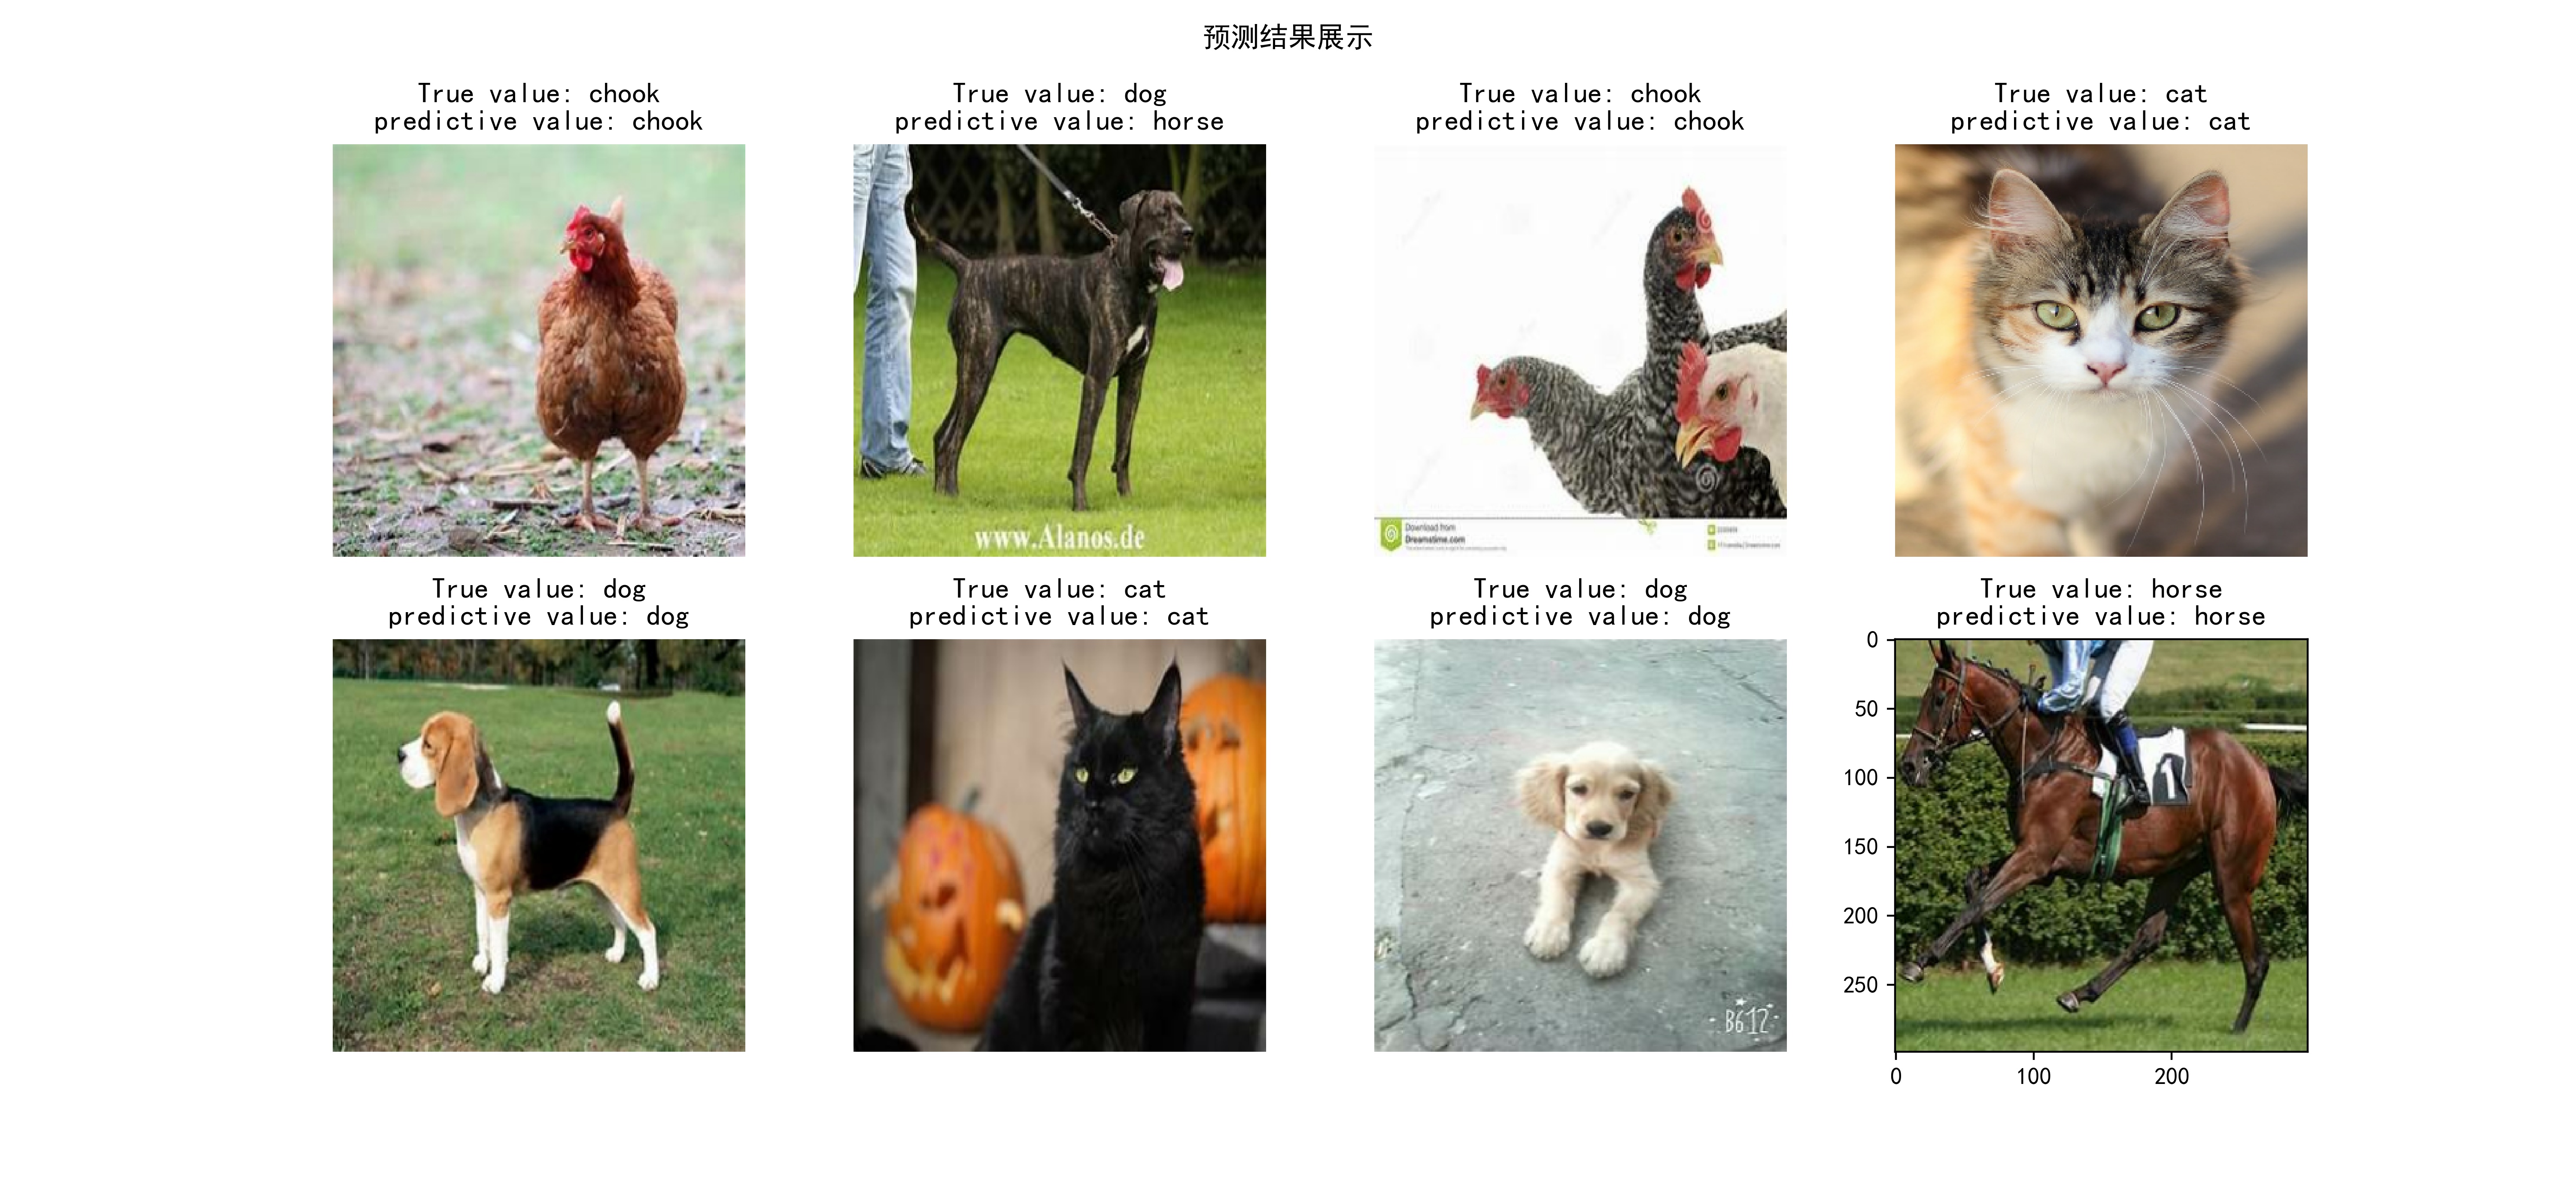 预测结果展示
True value: chook
predictive value: chook
True value: dog
predictive value: horse
True value: chook
predictive value: chook
True value: cat
predictive value: cat
www.Alanos.de
Download from
Dreamstime.com
True value: dog
predictive value: dog
True value: cat
predictive value: cat
True value: dog
predictive value: dog
True value: horse
predictive value: horse
0
50
100
150
200
250
1
B612
0
100
200